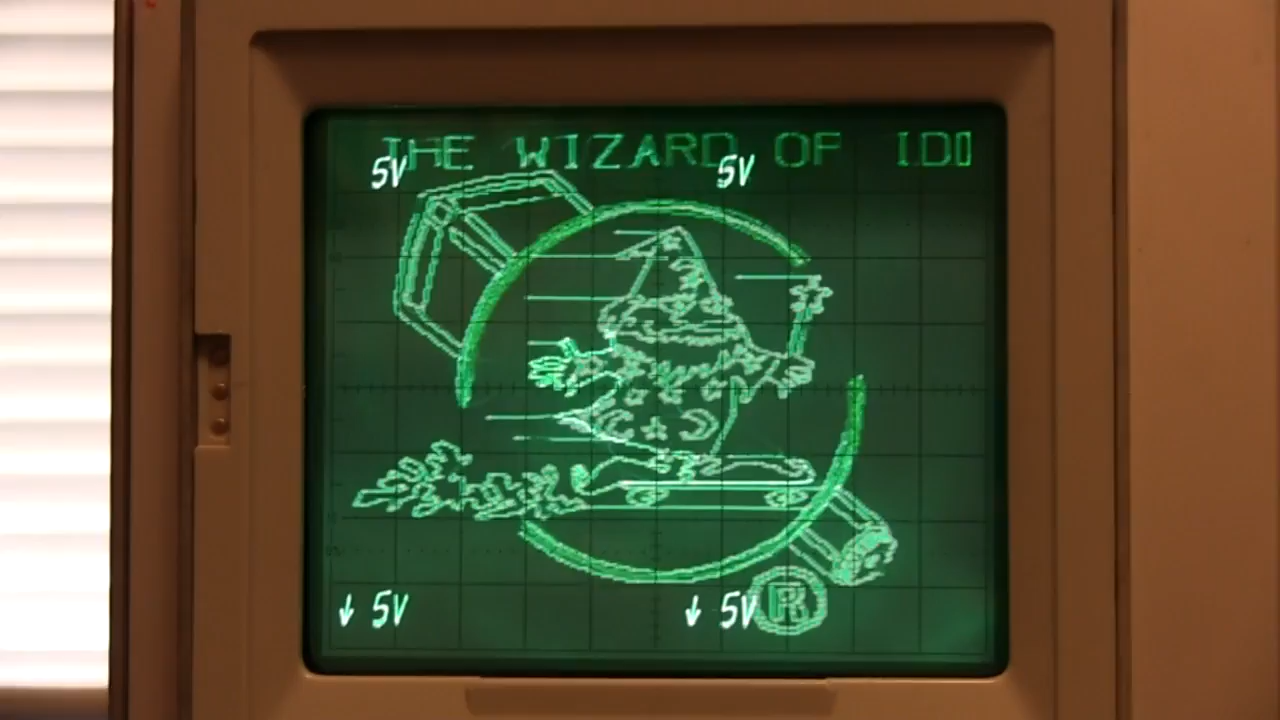 THE WIZARD OF IDI
5V 5V
↓ 5V ↓ 5V ®